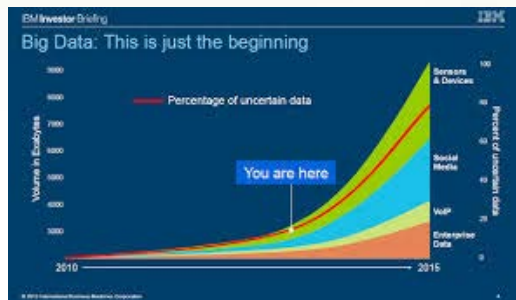 IBM Investor Briefing
IBM
Big Data: This is just the beginning
Sensors
& Devices
Percentage of uncertain data
You are here
Social
Media
VoIP
Enterprise
Data
Volume in Exabytes
9000
8000
7000
6000
5000
4000
3000
Percent of uncertain data
100
80
60
40
20
0
2010
2015